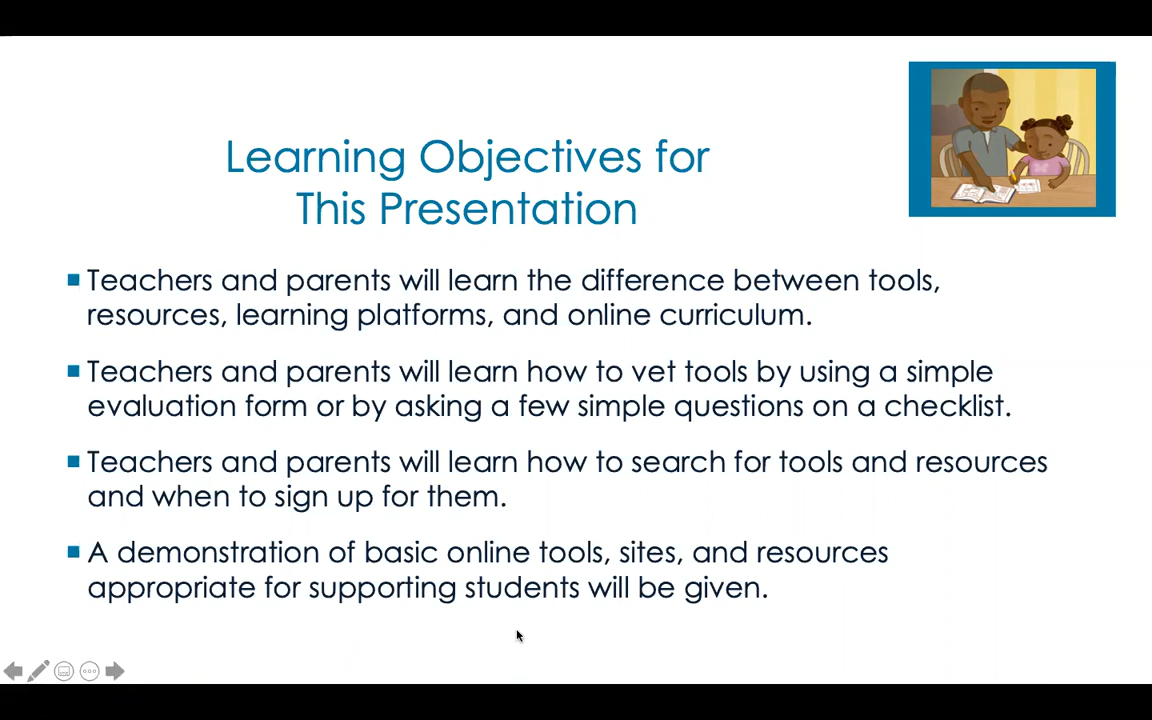 Learning Objectives for
This Presentation
Teachers and parents will learn the difference between tools,
resources, learning platforms, and online curriculum.
Teachers and parents will learn how to vet tools by using a simple
evaluation form or by asking a few simple questions on a checklist.
Teachers and parents will learn how to search for tools and resources
and when to sign up for them.
A demonstration of basic online tools, sites, and resources
appropriate for supporting students will be given.